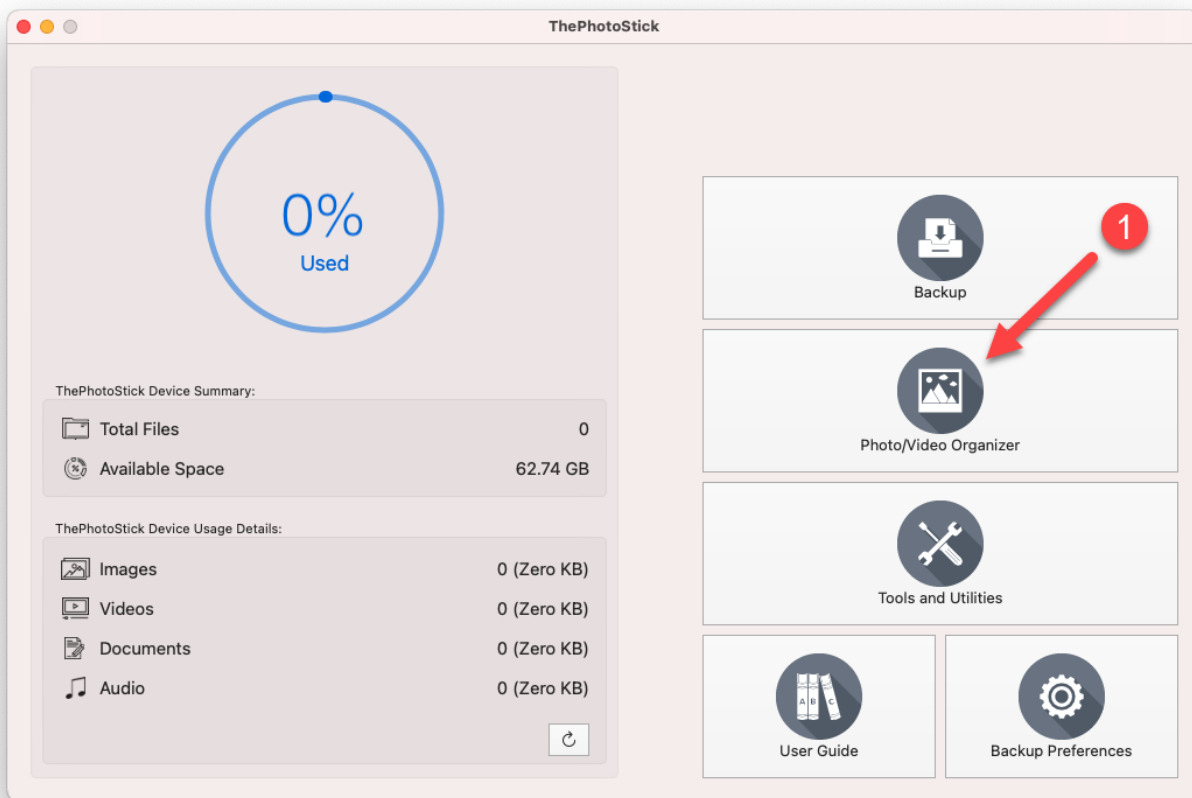 ThePhotoStick
0%
Used
ThePhotoStick Device Summary:
Total Files 0
Available Space 62.74 GB
ThePhotoStick Device Usage Details:
Images 0 (Zero KB)
Videos 0 (Zero KB)
Documents 0 (Zero KB)
Audio 0 (Zero KB)
1
Backup
Photo/Video Organizer
Tools and Utilities
A B C
User Guide
Backup Preferences